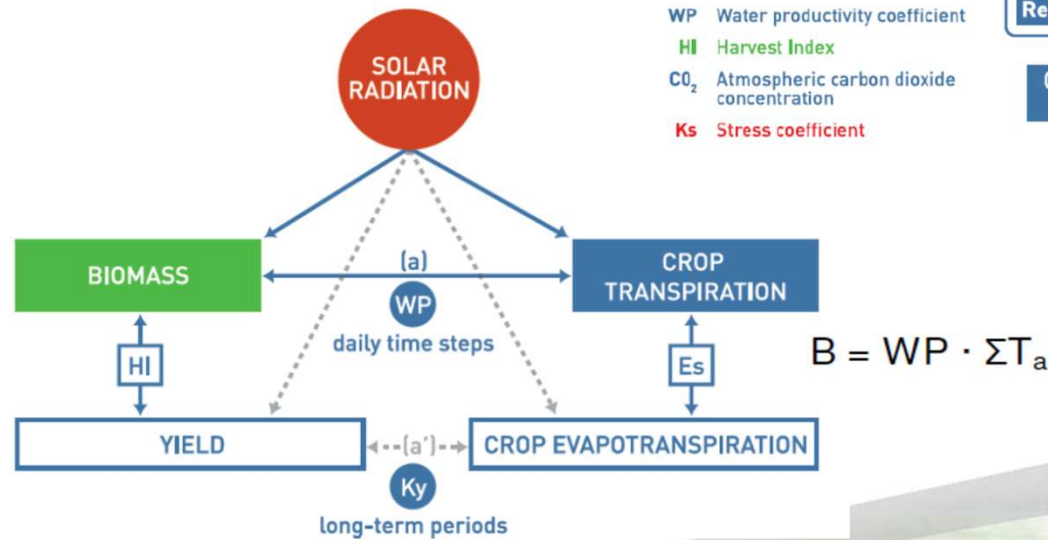 WP Water productivity coefficient
HI Harvest Index
CO₂ Atmospheric carbon dioxide
concentration
Ks Stress coefficient
Re
SOLAR
RADIATION
BIOMASS
(a)
WP
daily time steps
CROP
TRANSPIRATION
HI
Es
B = WP · ΣTₐ
YIELD
(a')
CROP EVAPOTRANSPIRATION
Ky
long-term periods